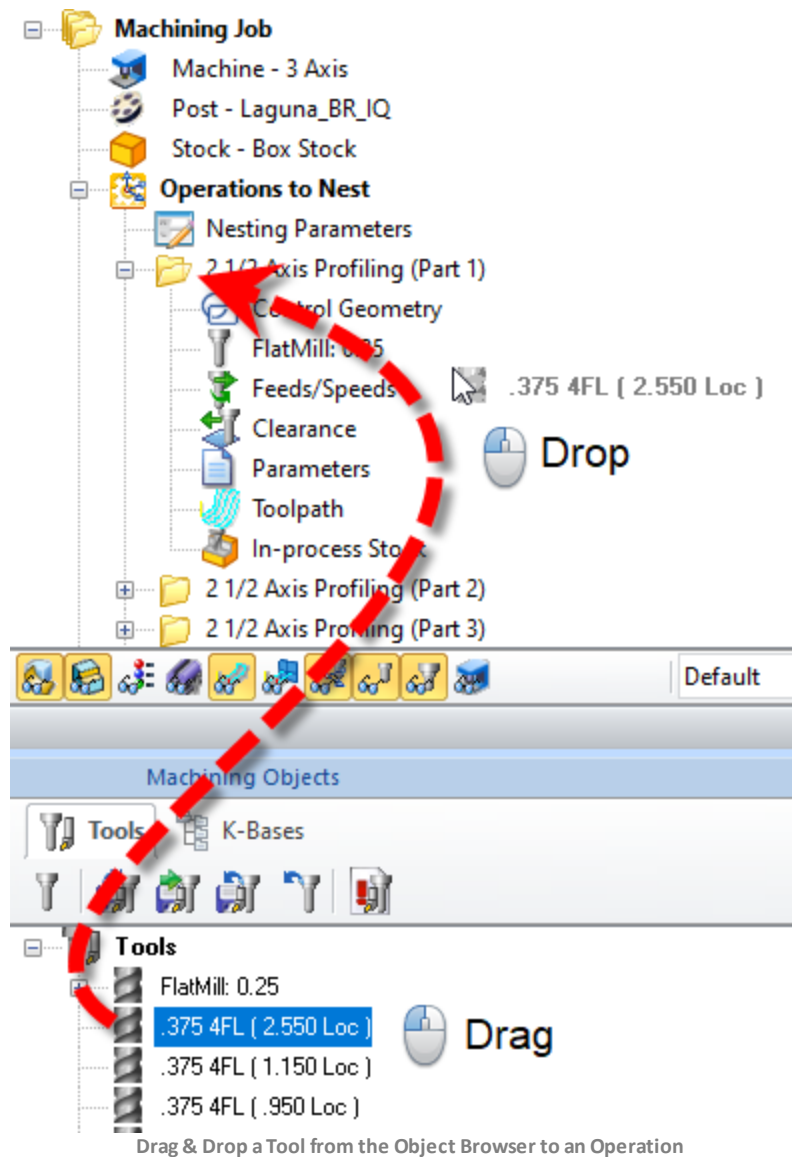 Machining Job
Machine - 3 Axis
Post - Laguna_BR_IQ
Stock - Box Stock
Operations to Nest
Nesting Parameters
2 1/2 Axis Profiling (Part 1)
Control Geometry
FlatMill: 0.25
Feeds/Speeds
.375 4FL ( 2.550 Loc )
Clearance
Drop
Parameters
Toolpath
In-process Stock
2 1/2 Axis Profiling (Part 2)
2 1/2 Axis Profiling (Part 3)
Default
Machining Objects
Tools
K-Bases
Tools
FlatMill: 0.25
.375 4FL ( 2.550 Loc )
Drag
.375 4FL ( 1.150 Loc )
.375 4FL ( .950 Loc )
Drag & Drop a Tool from the Object Browser to an Operation